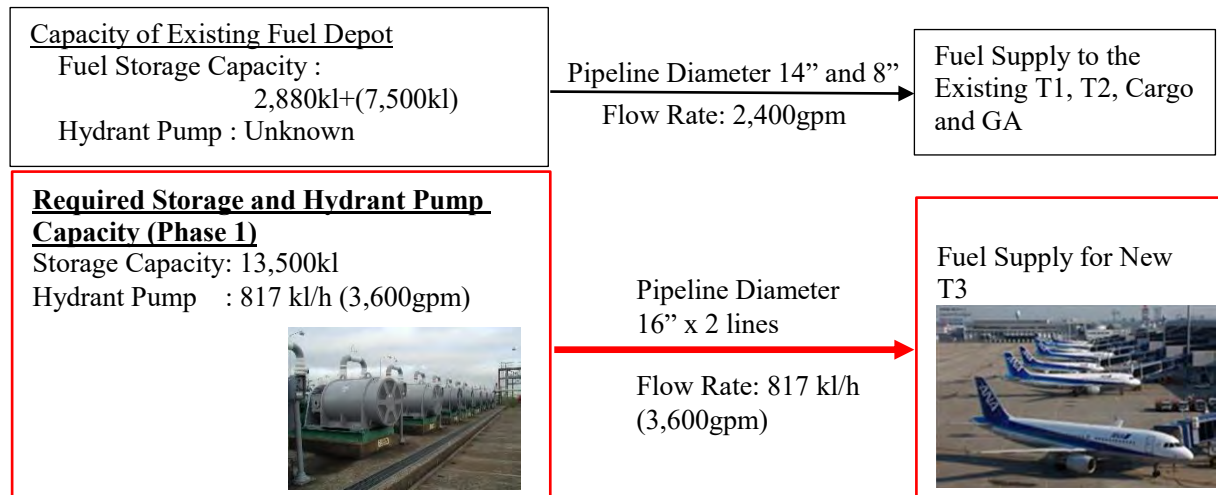 Capacity of Existing Fuel Depot
Fuel Storage Capacity :
2,880kl+(7,500kl)
Hydrant Pump : Unknown
Pipeline Diameter 14” and 8”
Flow Rate: 2,400gpm
Fuel Supply to the
Existing T1, T2, Cargo
and GA
Required Storage and Hydrant Pump
Capacity (Phase 1)
Storage Capacity: 13,500kl
Hydrant Pump : 817 kl/h (3,600gpm)
Pipeline Diameter
16” x 2 lines
Flow Rate: 817 kl/h
(3,600gpm)
Fuel Supply for New
T3
ANA